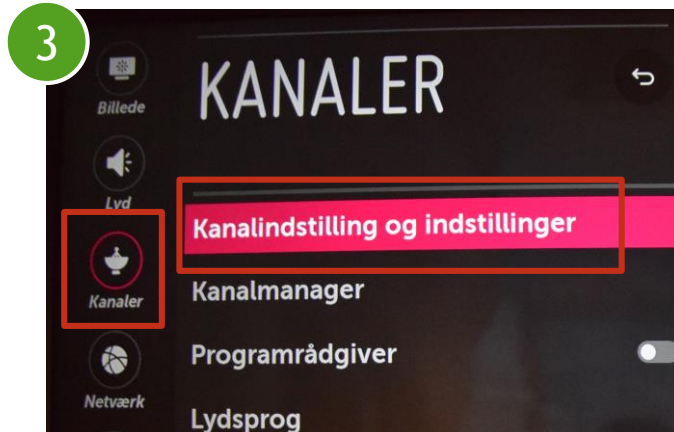 3
Billede
KANALER
Lyd
Kanalindstilling og indstillinger
Kanaler
Kanalmanager
Programrådgiver
Netværk
Lydsprog